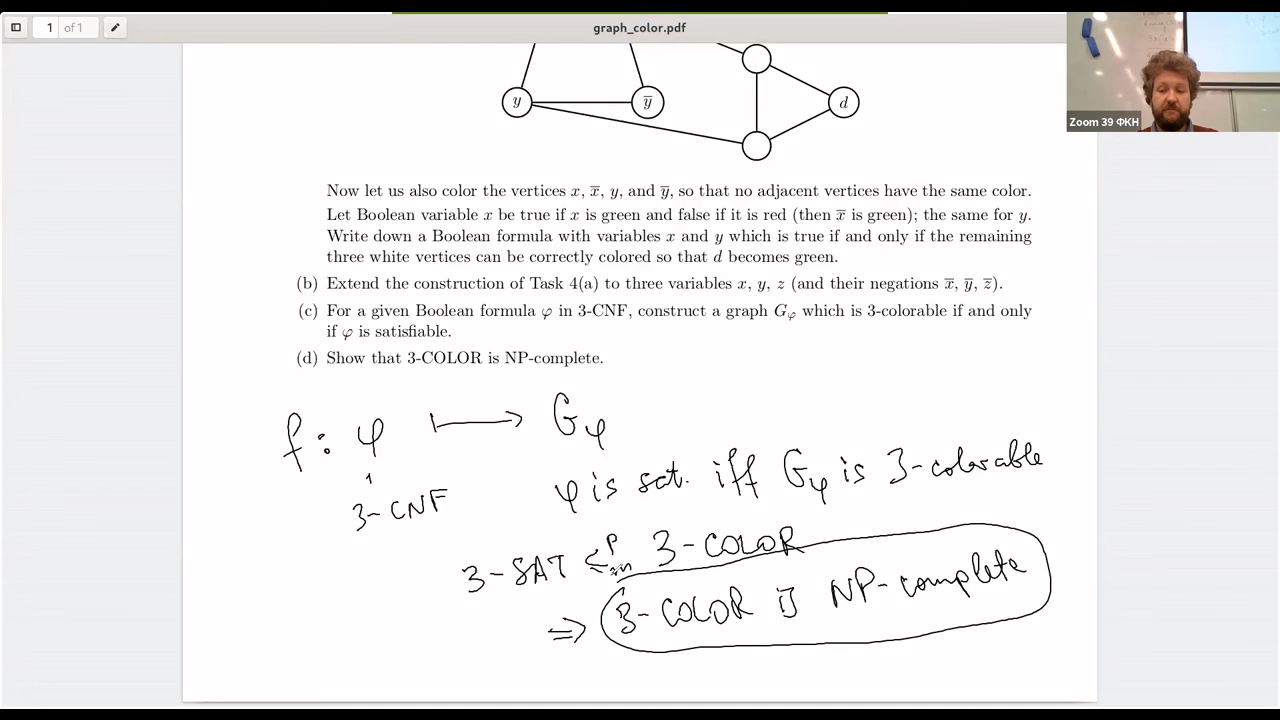 1 of 1
graph_color.pdf
Zoom 39 ФКН
y
y̅
d
Now let us also color the vertices x, x̅, y, and y̅, so that no adjacent vertices have the same color.
Let Boolean variable x be true if x is green and false if it is red (then x̅ is green); the same for y.
Write down a Boolean formula with variables x and y which is true if and only if the remaining
three white vertices can be correctly colored so that d becomes green.
(b) Extend the construction of Task 4(a) to three variables x, y, z (and their negations x̅, y̅, z̅).
(c) For a given Boolean formula φ in 3-CNF, construct a graph Gφ which is 3-colorable if and only
if φ is satisfiable.
(d) Show that 3-COLOR is NP-complete.
f: φ ↦ Gφ
3-CNF
φ is sat. iff Gφ is 3-colorable
3-SAT ≤ᵖₘ 3-COLOR
⇒ 3-COLOR is NP-complete